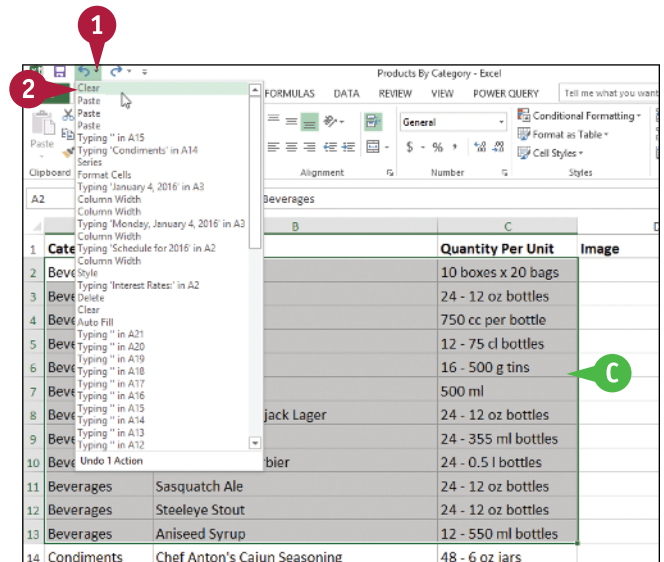 1
2
Products By Category - Excel
FORMULAS DATA REVIEW VIEW POWER QUERY Tell me what you want
Paste
Clipboard
General
$ - % ,
Conditional Formatting
Format as Table
Cell Styles
Alignment
Number
Styles
Clear
Paste
Paste
Paste
Typing '' in A15
Typing 'Condiments' in A14
Series
Format Cells
Typing 'January 4, 2016' in A3
Column Width
Column Width
Typing 'Monday, January 4, 2016' in A3
Column Width
Typing 'Schedule for 2016' in A2
Column Width
Style
Typing 'Interest Rates:' in A2
Delete
Clear
Auto Fill
Typing '' in A21
Typing '' in A20
Typing '' in A19
Typing '' in A18
Typing '' in A17
Typing '' in A16
Typing '' in A15
Typing '' in A14
Typing '' in A13
Typing '' in A12
Undo 1 Action
A2
Beverages
B C D
1 Cate Quantity Per Unit Image
2 Beve 10 boxes x 20 bags
3 Beve 24 - 12 oz bottles
4 Beve 750 cc per bottle
5 Beve 12 - 75 cl bottles
6 Beve 16 - 500 g tins
C
7 Beve 500 ml
8 Beve jack Lager 24 - 12 oz bottles
9 Beve 24 - 355 ml bottles
10 Beve bier 24 - 0.5 l bottles
11 Beverages Sasquatch Ale 24 - 12 oz bottles
12 Beverages Steeleye Stout 24 - 12 oz bottles
13 Beverages Aniseed Syrup 12 - 550 ml bottles
14 Condiments Chef Anton's Cajun Seasoning 48 - 6 oz jars